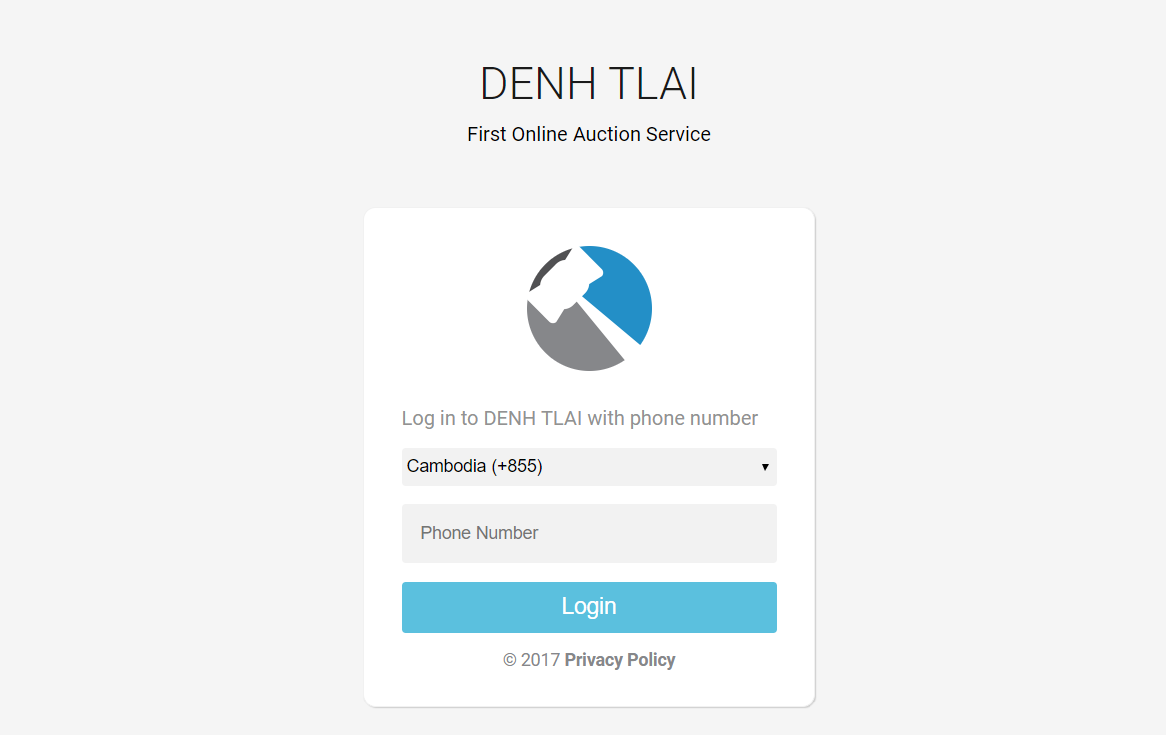 DENH TLAI
First Online Auction Service
Log in to DENH TLAI with phone number
Cambodia (+855)
Phone Number
Login
© 2017 Privacy Policy